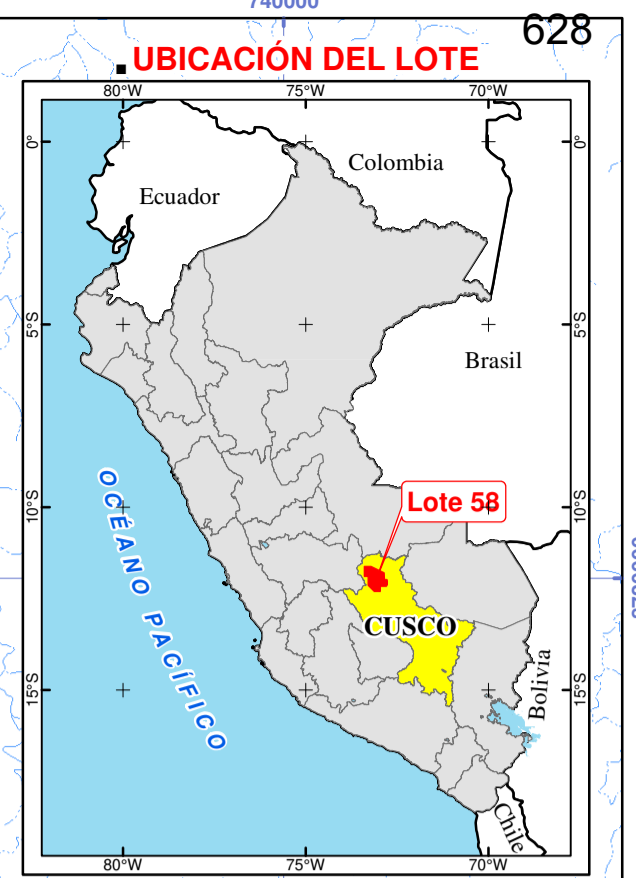 740000
628
UBICACIÓN DEL LOTE
80°W 75°W 70°W
0° 0°
Colombia
Ecuador
5°S 5°S
Brasil
10°S 10°S
Lote 58
OCÉANO PACÍFICO
CUSCO
Bolivia
15°S 15°S
Chile
80°W 75°W 70°W